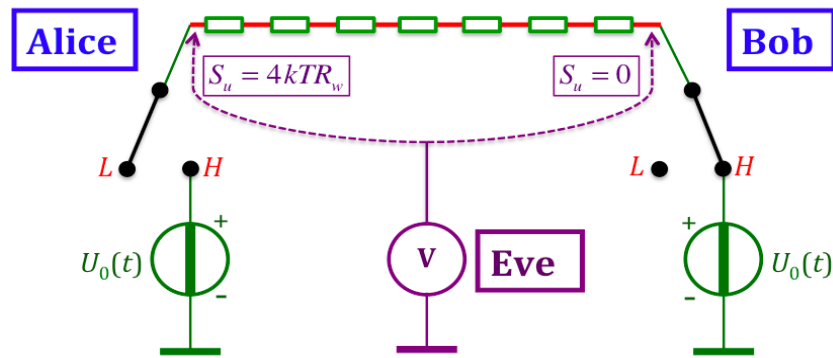 Alice
Bob
S_u = 4kTR_w
S_u = 0
L
H
L
H
U_0(t)
+
-
V
Eve
+
-
U_0(t)